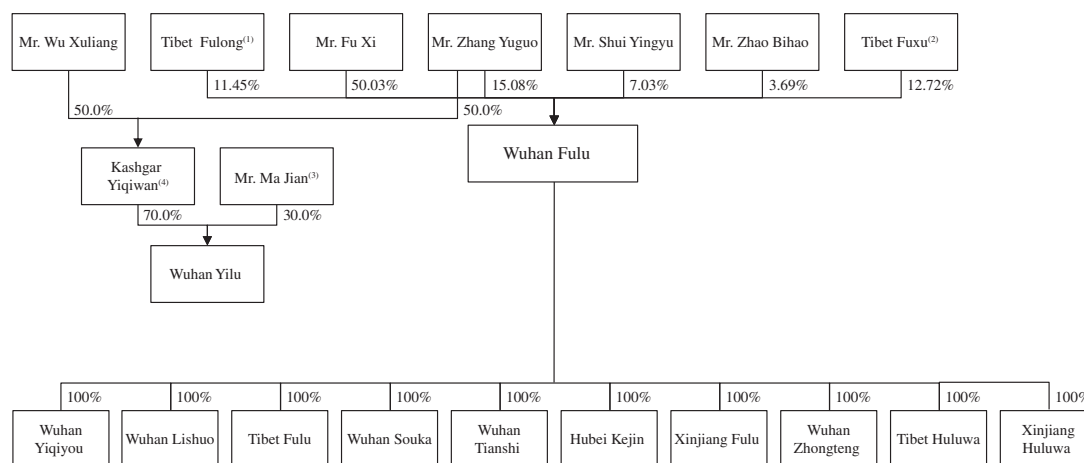 Mr. Wu Xuliang
Tibet Fulong(1)
Mr. Fu Xi
Mr. Zhang Yuguo
Mr. Shui Yingyu
Mr. Zhao Bihao
Tibet Fuxu(2)
11.45%
50.03%
15.08%
7.03%
3.69%
12.72%
50.0%
50.0%
Wuhan Fulu
Kashgar
Yiqiwan(4)
Mr. Ma Jian(3)
70.0%
30.0%
Wuhan Yilu
100%
100%
100%
100%
100%
100%
100%
100%
100%
100%
Wuhan
Yiqiyou
Wuhan Lishuo
Tibet Fulu
Wuhan Souka
Wuhan
Tianshi
Hubei Kejin
Xinjiang Fulu
Wuhan
Zhongteng
Tibet Huluwa
Xinjiang
Huluwa